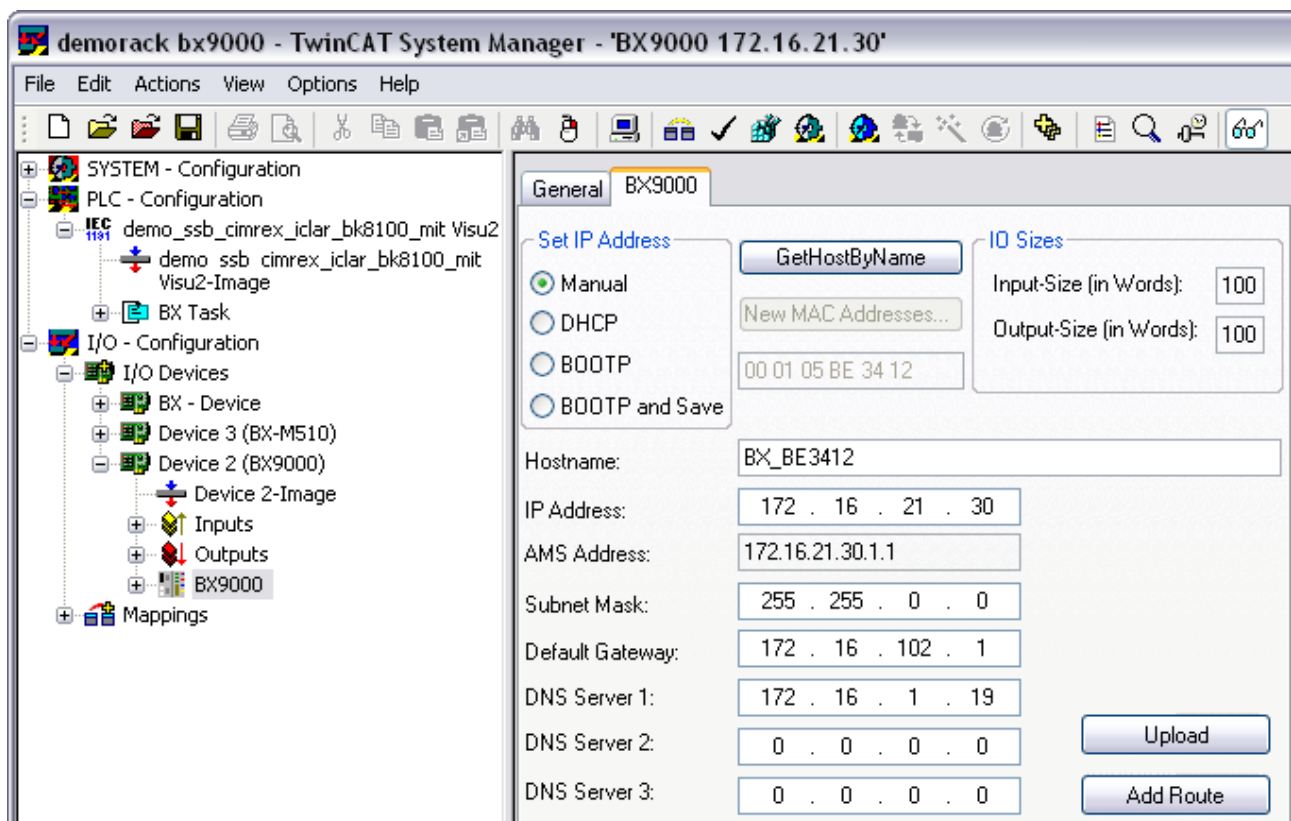 demorack bx9000 - TwinCAT System Manager - 'BX9000 172.16.21.30'
File Edit Actions View Options Help
SYSTEM - Configuration
PLC - Configuration
IEC 1131 demo_ssb_cimrex_iclar_bk8100_mit Visu2
demo_ssb_cimrex_iclar_bk8100_mit
Visu2-Image
BX Task
I/O - Configuration
I/O Devices
BX - Device
Device 3 (BX-M510)
Device 2 (BX9000)
Device 2-Image
Inputs
Outputs
BX9000
Mappings
General BX9000
Set IP Address
Manual
DHCP
BOOTP
BOOTP and Save
GetHostByName
New MAC Addresses...
00 01 05 BE 34 12
IO Sizes
Input-Size (in Words): 100
Output-Size (in Words): 100
Hostname: BX_BE3412
IP Address: 172 . 16 . 21 . 30
AMS Address: 172.16.21.30.1.1
Subnet Mask: 255 . 255 . 0 . 0
Default Gateway: 172 . 16 . 102 . 1
DNS Server 1: 172 . 16 . 1 . 19
DNS Server 2: 0 . 0 . 0 . 0
DNS Server 3: 0 . 0 . 0 . 0
Upload
Add Route